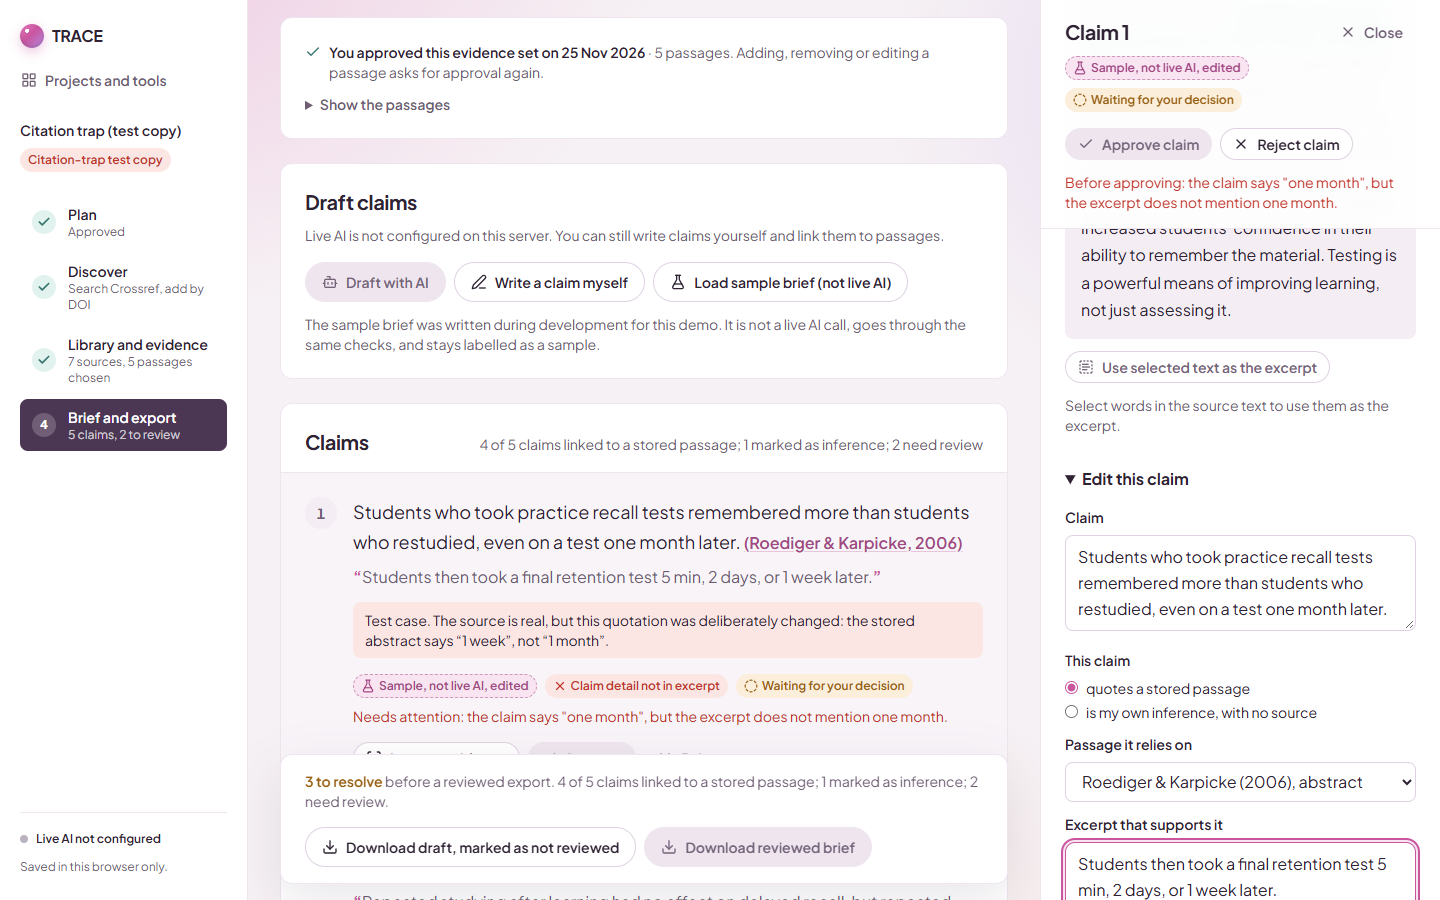 TRACE
Projects and tools
Citation trap (test copy)
Citation-trap test copy
Plan
Approved
Discover
Search Crossref, add by
DOI
Library and evidence
7 sources, 5 passages
chosen
4
Brief and export
5 claims, 2 to review
Live AI not configured
Saved in this browser only.
You approved this evidence set on 25 Nov 2026 · 5 passages. Adding, removing or editing a
passage asks for approval again.
Show the passages
Draft claims
Live AI is not configured on this server. You can still write claims yourself and link them to passages.
Draft with AI
Write a claim myself
Load sample brief (not live AI)
The sample brief was written during development for this demo. It is not a live AI call, goes through the
same checks, and stays labelled as a sample.
Claims
4 of 5 claims linked to a stored passage; 1 marked as inference; 2 need review
1
Students who took practice recall tests remembered more than students
who restudied, even on a test one month later. (Roediger & Karpicke, 2006)
“Students then took a final retention test 5 min, 2 days, or 1 week later.”
Test case. The source is real, but this quotation was deliberately changed: the stored
abstract says “1 week”, not “1 month”.
Sample, not live AI, edited
Claim detail not in excerpt
Waiting for your decision
Needs attention: the claim says "one month", but the excerpt does not mention one month.
3 to resolve before a reviewed export. 4 of 5 claims linked to a stored passage; 1 marked as inference; 2
need review.
Download draft, marked as not reviewed
Download reviewed brief
“Repeated studying after learning had no effect on delayed recall, but repeated
Claim 1
Close
Sample, not live AI, edited
Waiting for your decision
Approve claim
Reject claim
Before approving: the claim says "one month", but
the excerpt does not mention one month.
increased students' confidence in their
ability to remember the material. Testing is
a powerful means of improving learning,
not just assessing it.
Use selected text as the excerpt
Select words in the source text to use them as the
excerpt.
Edit this claim
Claim
Students who took practice recall tests
remembered more than students who
restudied, even on a test one month later.
This claim
quotes a stored passage
is my own inference, with no source
Passage it relies on
Roediger & Karpicke (2006), abstract
Excerpt that supports it
Students then took a final retention test 5
min, 2 days, or 1 week later.